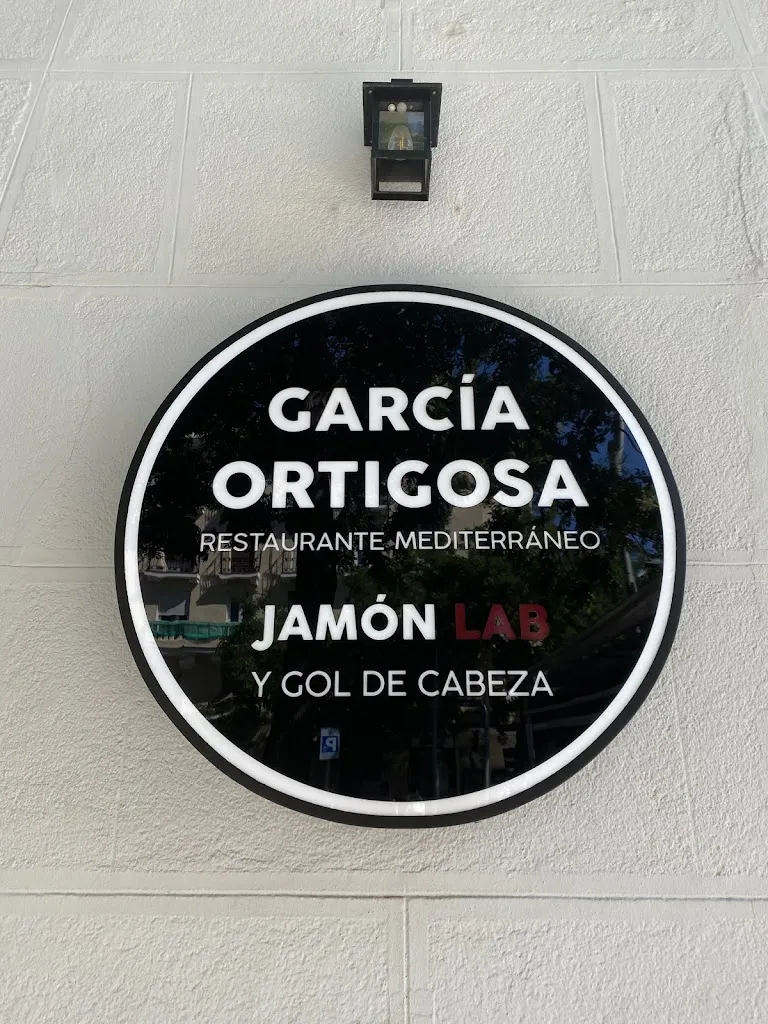 GARCÍA
ORTIGOSA
RESTAURANTE MEDITERRÁNEO
JAMÓN LAB
Y GOL DE CABEZA
P